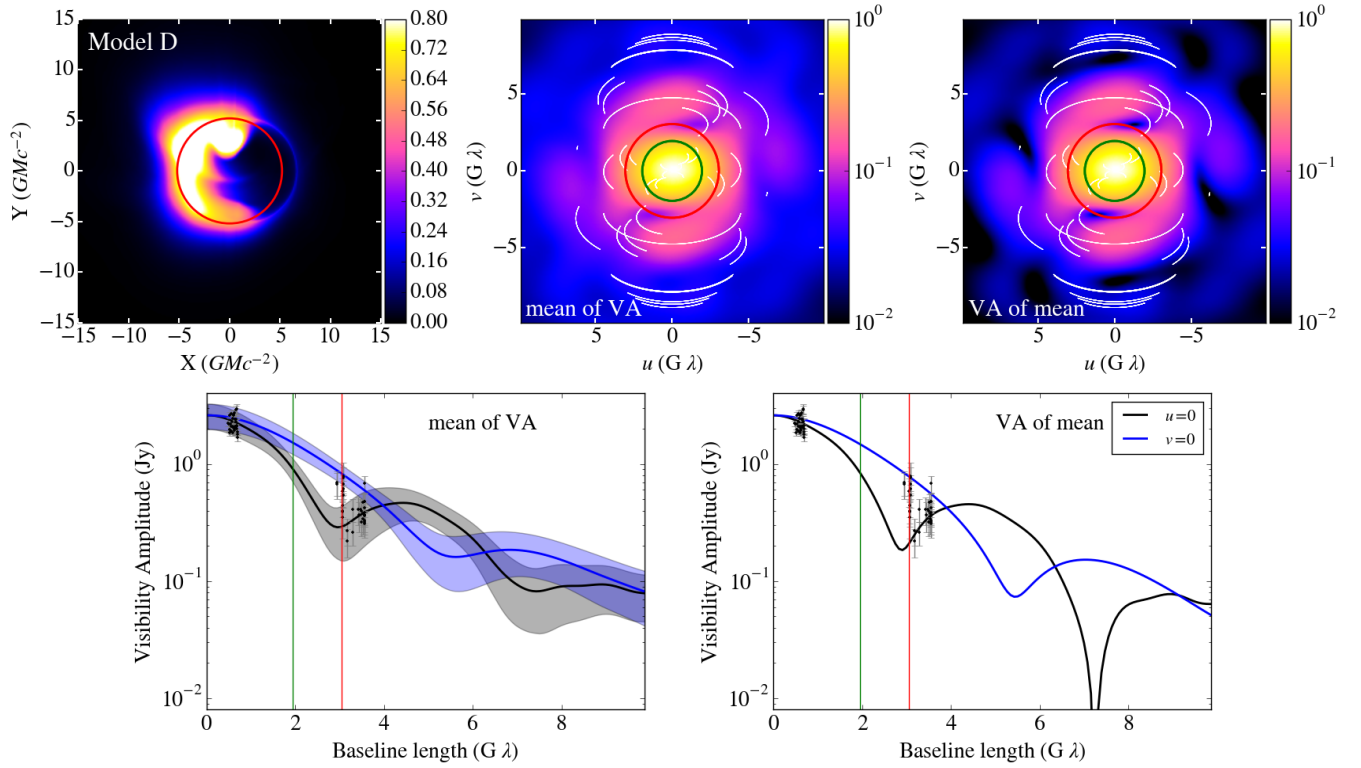 Model D
Y (GMc⁻²)
15
10
5
0
−5
−10
−15
−15 −10 −5 0 5 10 15
X (GMc⁻²)
0.80
0.72
0.64
0.56
0.48
0.40
0.32
0.24
0.16
0.08
0.00
v (G λ)
5
0
−5
mean of VA
5 0 −5
u (G λ)
10⁰
10⁻¹
10⁻²
v (G λ)
5
0
−5
VA of mean
5 0 −5
u (G λ)
10⁰
10⁻¹
10⁻²
Visibility Amplitude (Jy)
10⁰
10⁻¹
10⁻²
mean of VA
0 2 4 6 8
Baseline length (G λ)
Visibility Amplitude (Jy)
10⁰
10⁻¹
10⁻²
VA of mean
u=0
v=0
0 2 4 6 8
Baseline length (G λ)